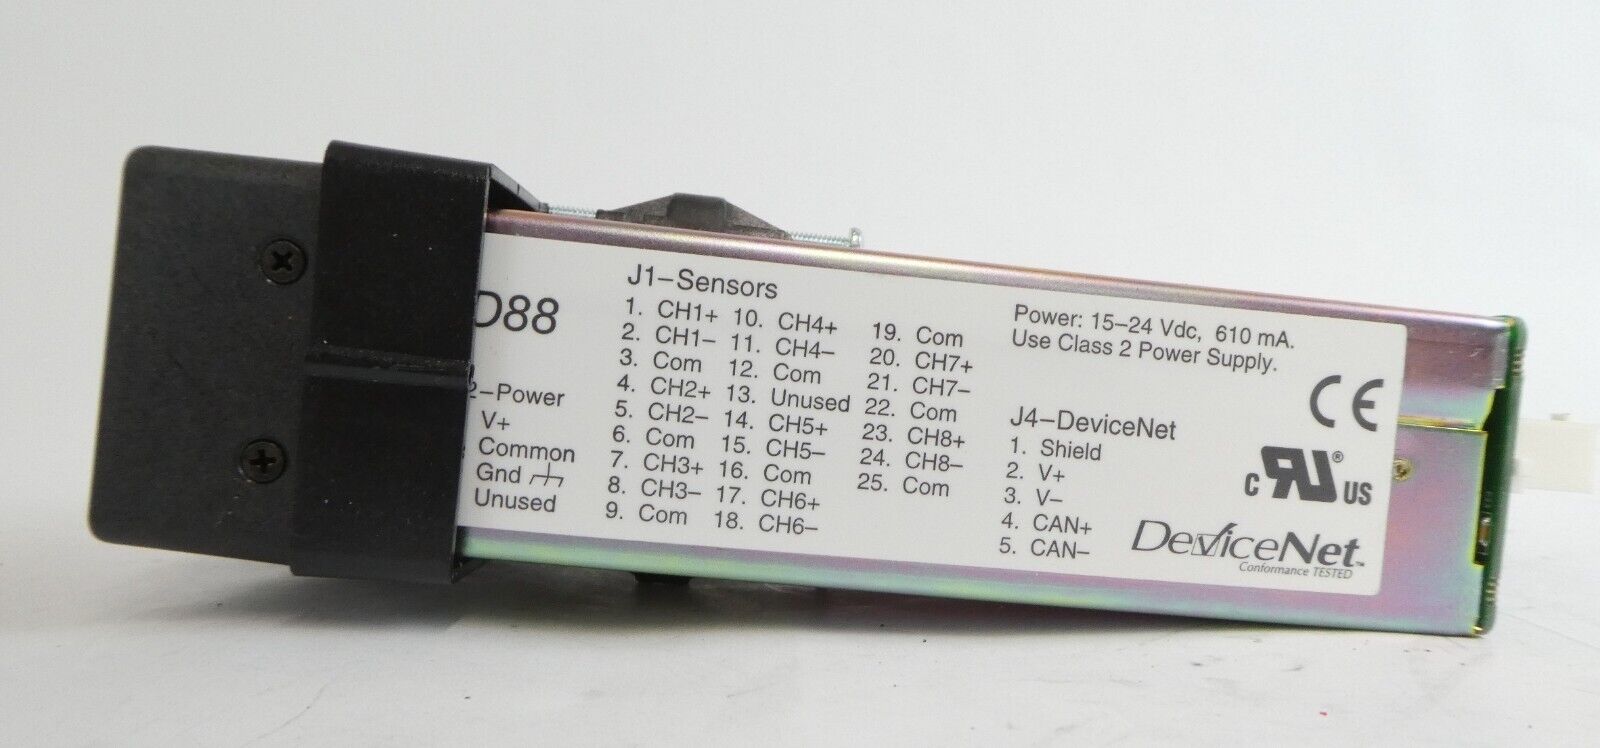 D88
2-Power
V+
Common
Gnd
Unused
J1-Sensors
1. CH1+
2. CH1-
3. Com
4. CH2+
5. CH2-
6. Com
7. CH3+
8. CH3-
9. Com
10. CH4+
11. CH4-
12. Com
13. Unused
14. CH5+
15. CH5-
16. Com
17. CH6+
18. CH6-
19. Com
20. CH7+
21. CH7-
22. Com
23. CH8+
24. CH8-
25. Com
Power: 15-24 Vdc, 610 mA.
Use Class 2 Power Supply.
J4-DeviceNet
1. Shield
2. V+
3. V-
4. CAN+
5. CAN-
CE
c RU® US
DeviceNet™
Conformance TESTED